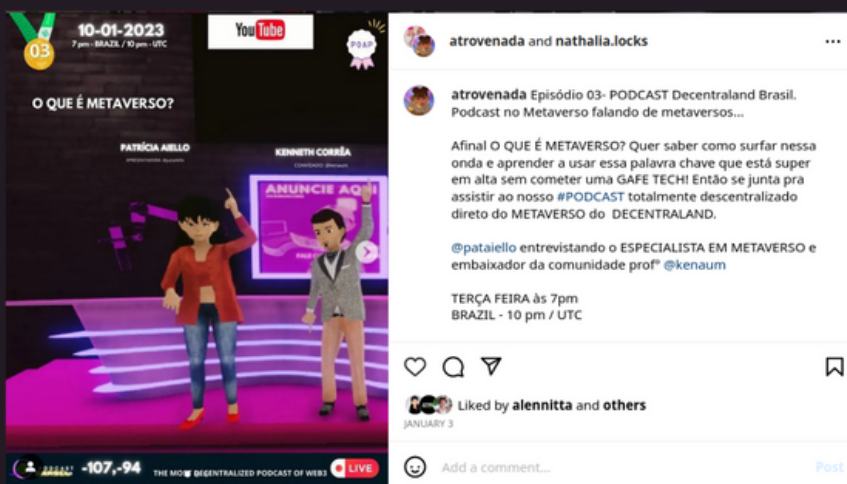 03
10-01-2023
7 pm - BRAZIL / 10 pm - UTC
YouTube
POAP
O QUE É METAVERSO?
PATRÍCIA AIELLO
KENNETH CORRÊA
ANUNCIE AQUI
-107,-94
THE MOST DECENTRALIZED PODCAST OF WEB3
LIVE
atrovenada and nathalia.locks
atrovenada Episódio 03- PODCAST Decentraland Brasil.
Podcast no Metaverso falando de metaversos...
Afinal O QUE É METAVERSO? Quer saber como surfar nessa
onda e aprender a usar essa palavra chave que está super
em alta sem cometer uma GAFE TECH! Então se junta pra
assistir ao nosso #PODCAST totalmente descentralizado
direto do METAVERSO do DECENTRALAND.
@pataiello entrevistando o ESPECIALISTA EM METAVERSO e
embaixador da comunidade profº @kenaum
TERÇA FEIRA às 7pm
BRAZIL - 10 pm / UTC
Liked by alennitta and others
JANUARY 3
Add a comment...
Post